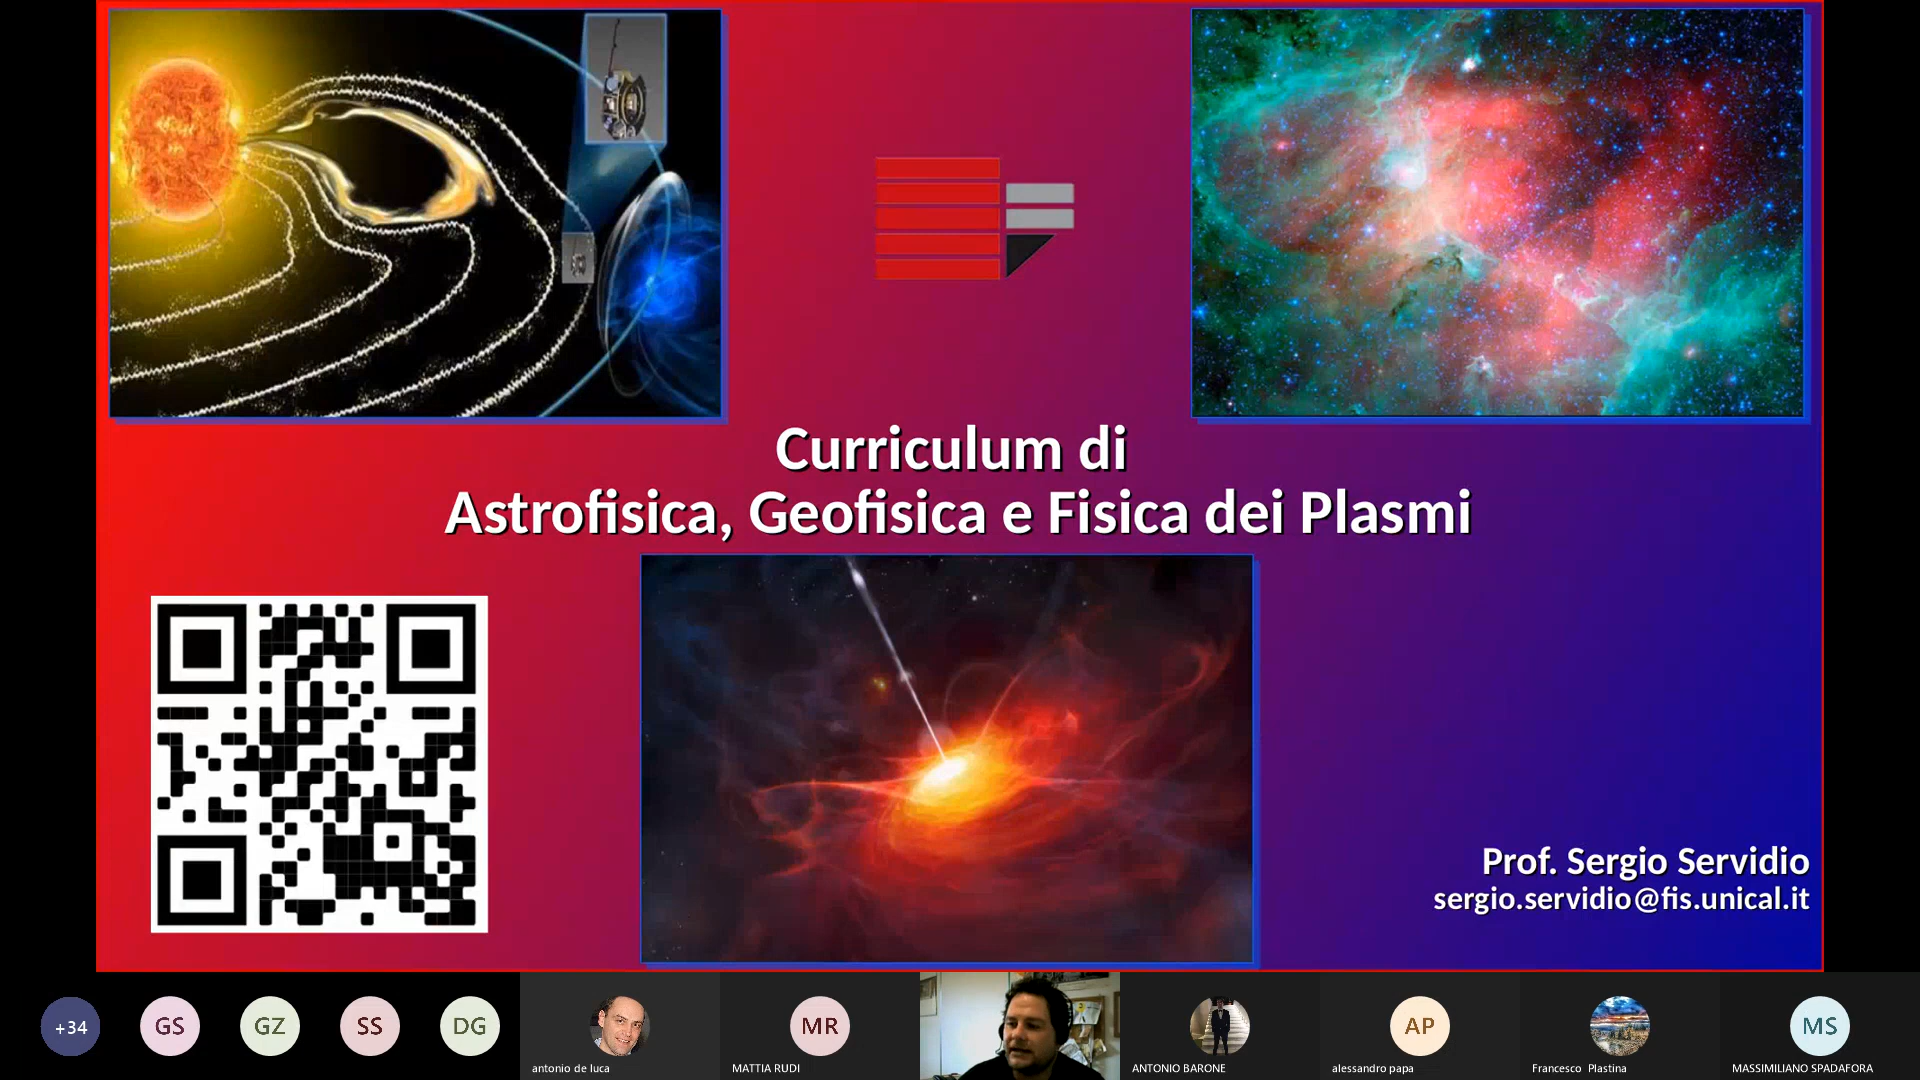 Curriculum di
Astrofisica, Geofisica e Fisica dei Plasmi
Prof. Sergio Servidio
sergio.servidio@fis.unical.it
+34
GS
GZ
SS
DG
antonio de luca
MR
MATTIA RUDI
ANTONIO BARONE
AP
alessandro papa
Francesco Plastina
MS
MASSIMILIANO SPADAFORA